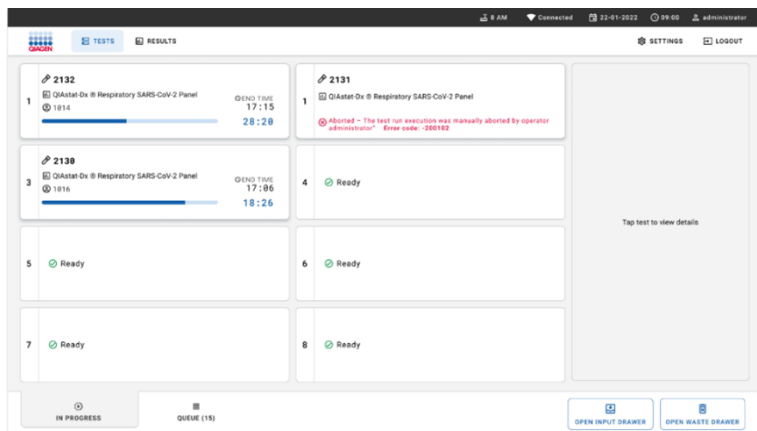 8 AM Connected 22-01-2022 09:00 administrator
QIAGEN TESTS RESULTS SETTINGS LOGOUT
1
2132
QIAstat-Dx ® Respiratory SARS-CoV-2 Panel
1014
END TIME
17:15
28:20
1
2131
QIAstat-Dx ® Respiratory SARS-CoV-2 Panel
Aborted – The test run execution was manually aborted by operator
administrator" Error code: -200102
3
2130
QIAstat-Dx ® Respiratory SARS-CoV-2 Panel
1016
END TIME
17:06
18:26
4 Ready
Tap test to view details
5 Ready
6 Ready
7 Ready
8 Ready
IN PROGRESS
QUEUE (15)
OPEN INPUT DRAWER
OPEN WASTE DRAWER